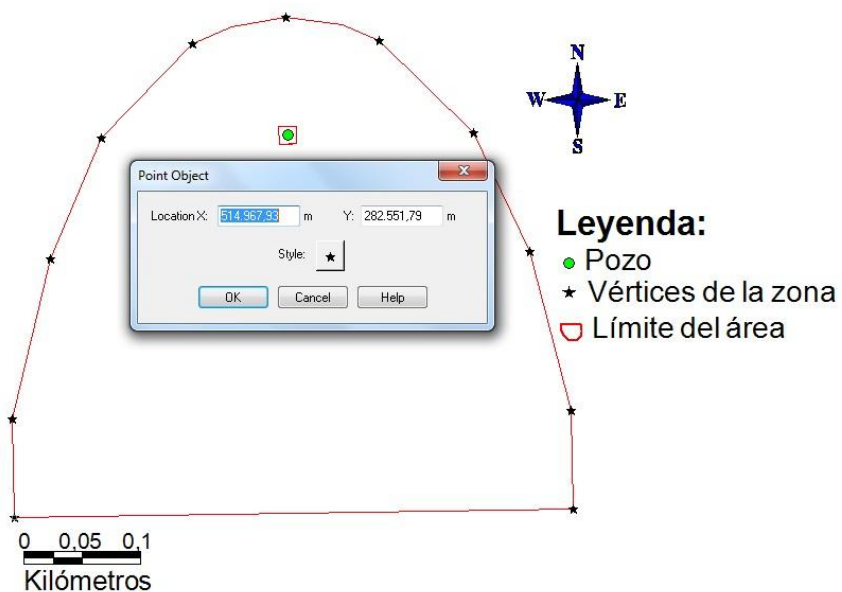 N
W E
S
Point Object
Location X: 514.967,93 m Y: 282.551,79 m
Style:
OK Cancel Help
Leyenda:
Pozo
Vértices de la zona
Límite del área
0 0,05 0,1
Kilómetros